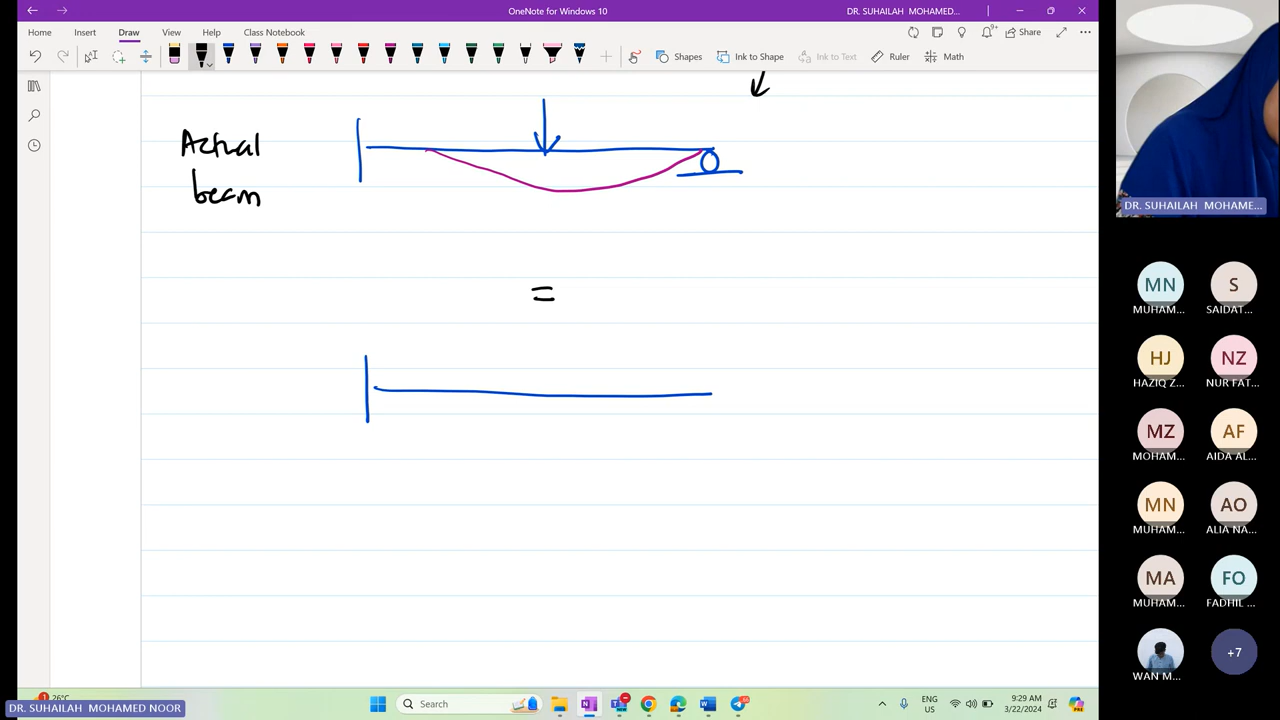 OneNote for Windows 10
DR. SUHAILAH MOHAMED...
Home Insert Draw View Help Class Notebook
9+
Share
Shapes Ink to Shape Ink to Text Ruler Math
Actual
beam
=
DR. SUHAILAH MOHAME...
MN S
MUHAM... SAIDAT...
HJ NZ
HAZIQ Z... NUR FAT...
MZ AF
MOHAM... AIDA AL...
MN AO
MUHAM... ALIA NA...
MA FO
MUHAM... FADHIL ...
+7
WAN M...
1 26°C
DR. SUHAILAH MOHAMED NOOR
Search
ENG
US
9:29 AM
3/22/2024